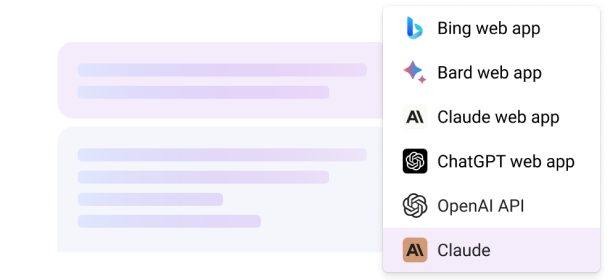 Bing web app
Bard web app
Claude web app
ChatGPT web app
OpenAI API
Claude